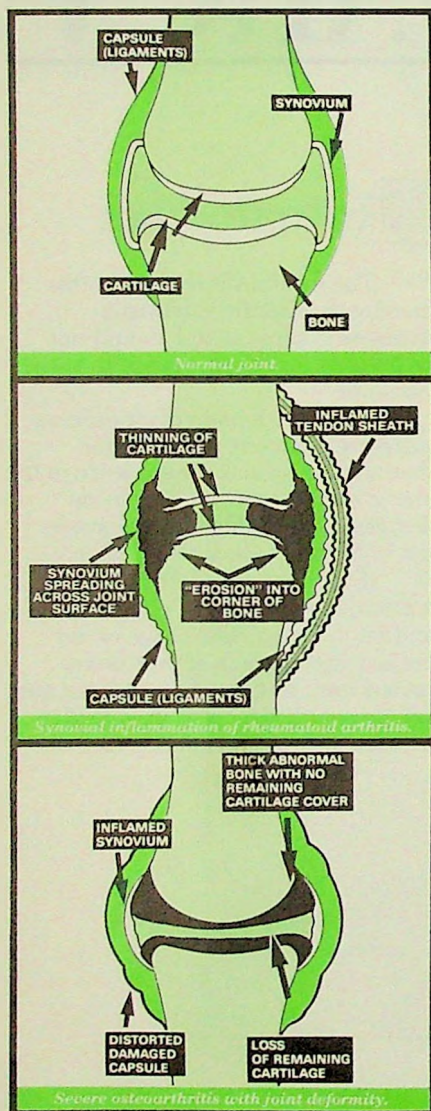 CAPSULE
(LIGAMENTS)
SYNOVIUM
CARTILAGE
BONE
Normal joint.
INFLAMED
TENDON SHEATH
THINNING OF
CARTILAGE
SYNOVIUM
SPREADING
ACROSS JOINT
SURFACE
"EROSION" INTO
CORNER OF
BONE
CAPSULE (LIGAMENTS)
Synovial inflammation of rheumatoid arthritis.
THICK ABNORMAL
BONE WITH NO
REMAINING
CARTILAGE COVER
INFLAMED
SYNOVIUM
DISTORTED
DAMAGED
CAPSULE
LOSS
OF REMAINING
CARTILAGE
Severe osteoarthritis with joint deformity.